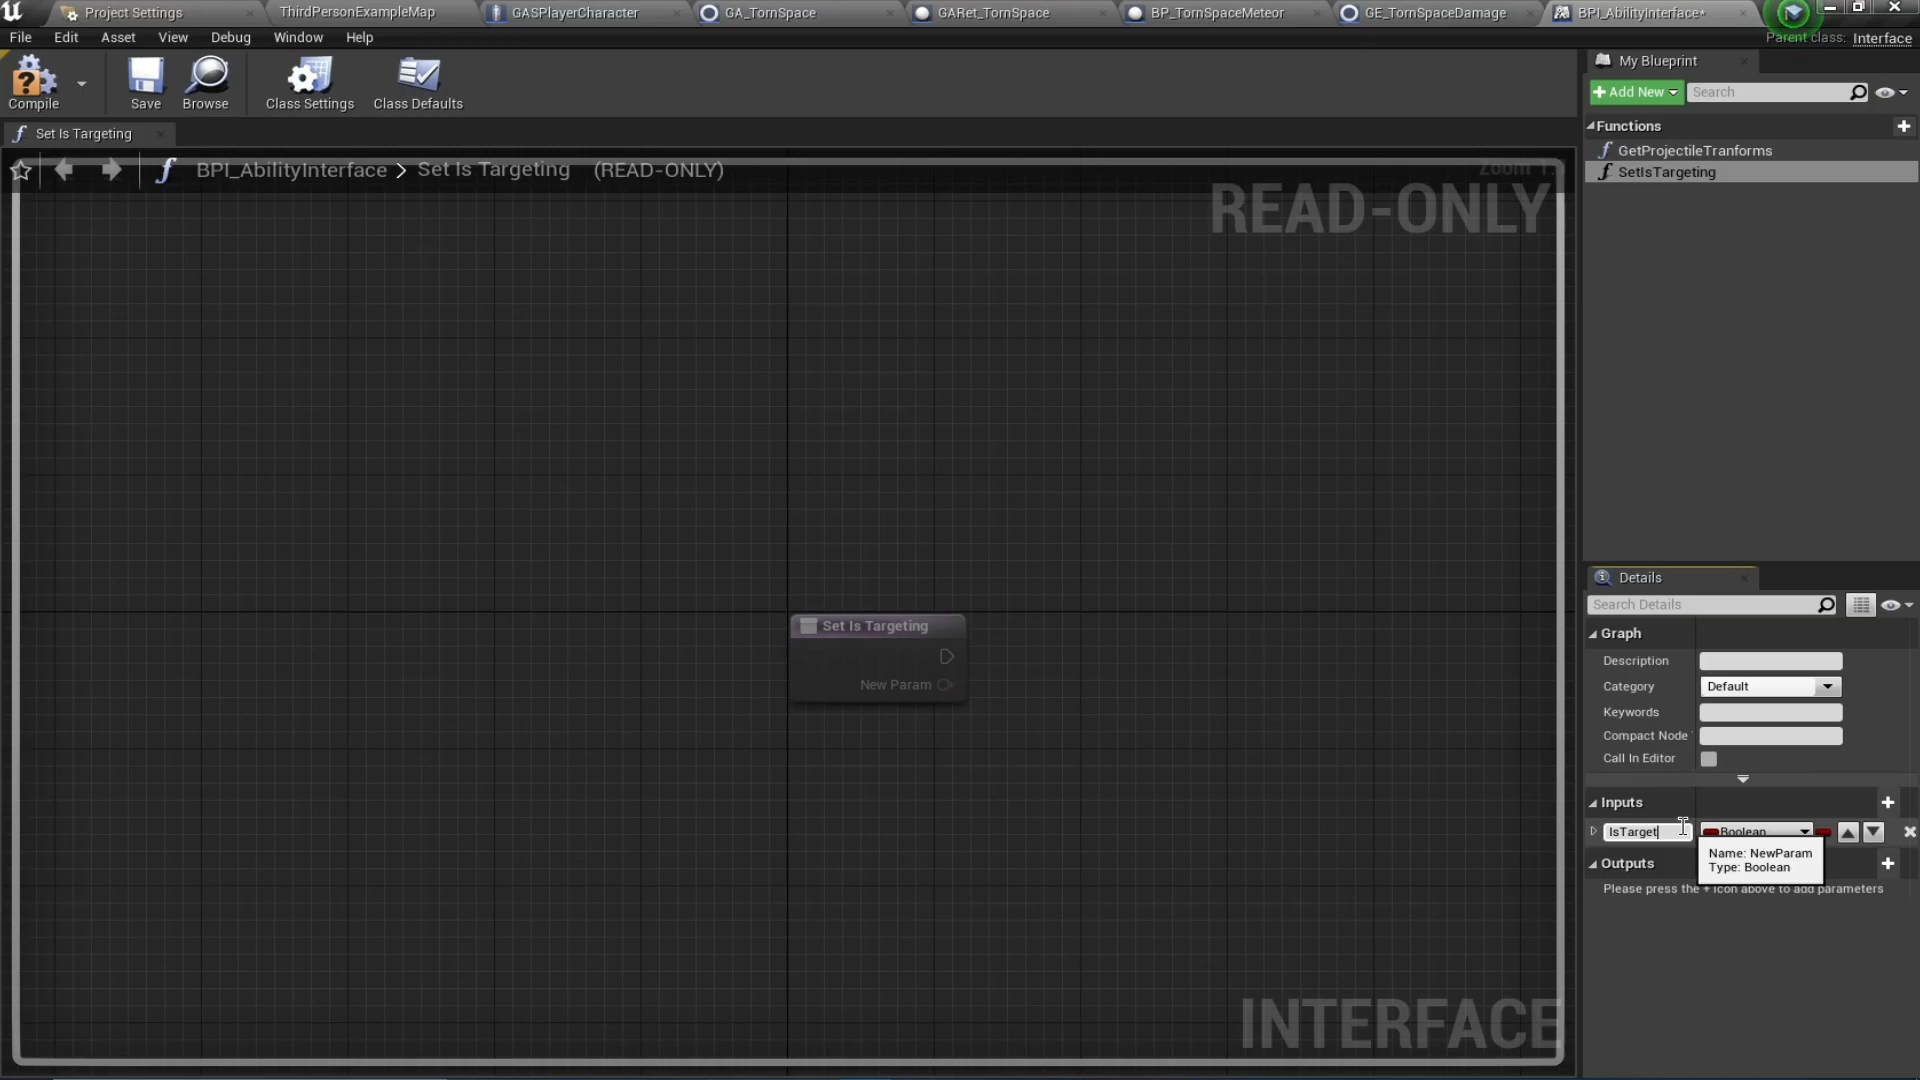 Project Settings
ThirdPersonExampleMap
GASPlayerCharacter
GA_TornSpace
GARet_TornSpace
BP_TornSpaceMeteor
GE_TornSpaceDamage
BPI_AbilityInterface*
File
Edit
Asset
View
Debug
Window
Help
Parent class: Interface
Compile
Save
Browse
Class Settings
Class Defaults
My Blueprint
+ Add New
Search
Functions
GetProjectileTranforms
SetIsTargeting
Set Is Targeting
BPI_AbilityInterface > Set Is Targeting (READ-ONLY)
READ-ONLY
Set Is Targeting
New Param
INTERFACE
Details
Search Details
Graph
Description
Category
Default
Keywords
Compact Node
Call In Editor
Inputs
IsTarget
Boolean
Name: NewParam
Type: Boolean
Outputs
Please press the + icon above to add parameters